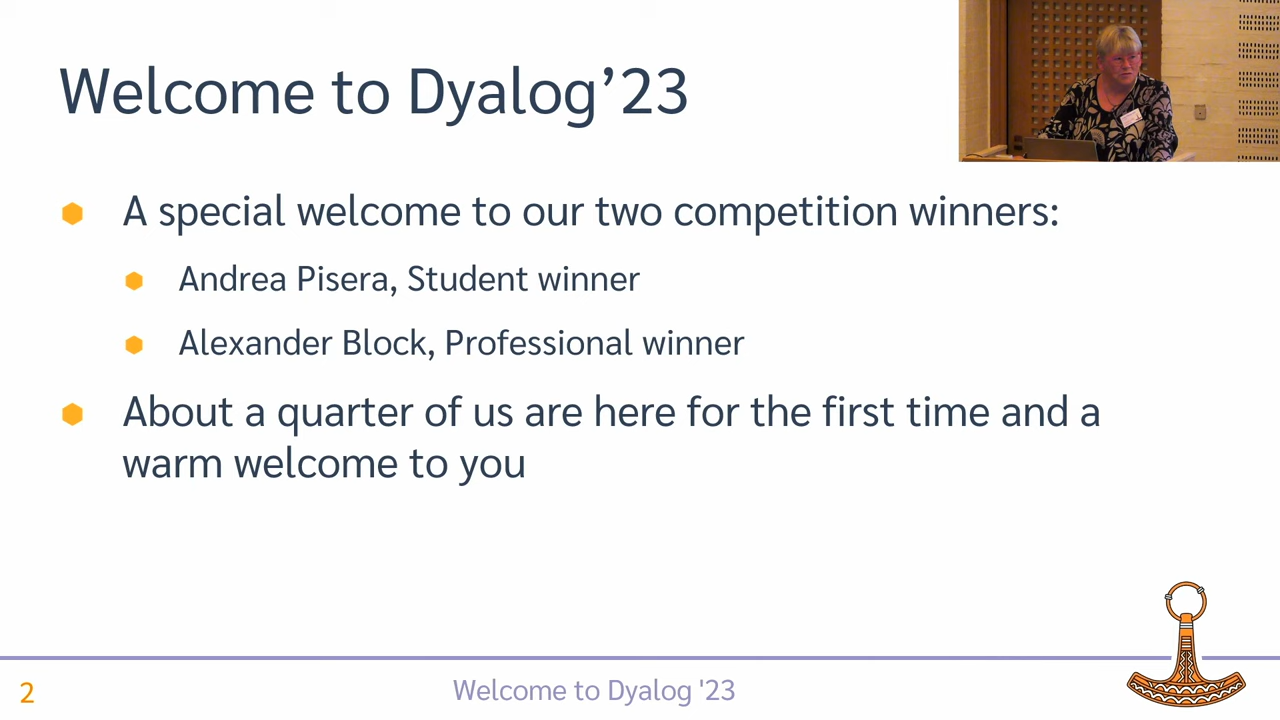 Welcome to Dyalog’23
A special welcome to our two competition winners:
Andrea Pisera, Student winner
Alexander Block, Professional winner
About a quarter of us are here for the first time and a
warm welcome to you
2
Welcome to Dyalog '23